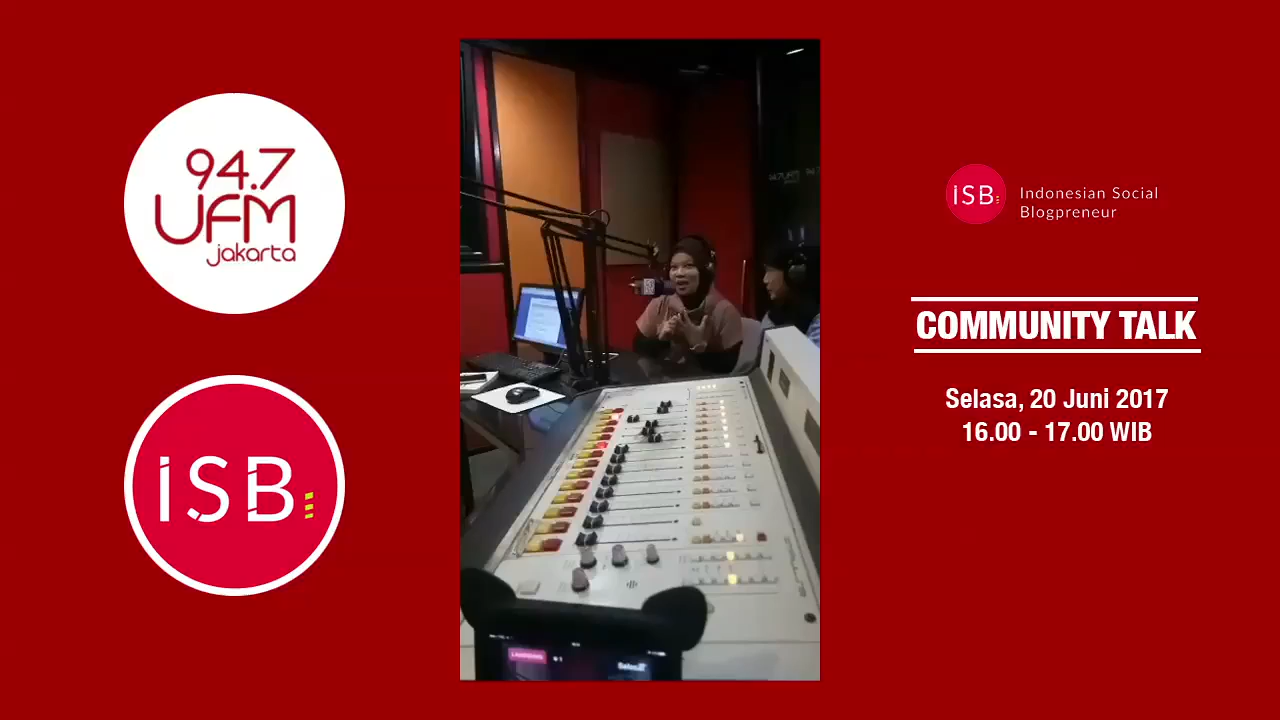 94.7
UFM
jakarta
ISB
ISB
Indonesian Social
Blogpreneur
COMMUNITY TALK
Selasa, 20 Juni 2017
16.00 - 17.00 WIB